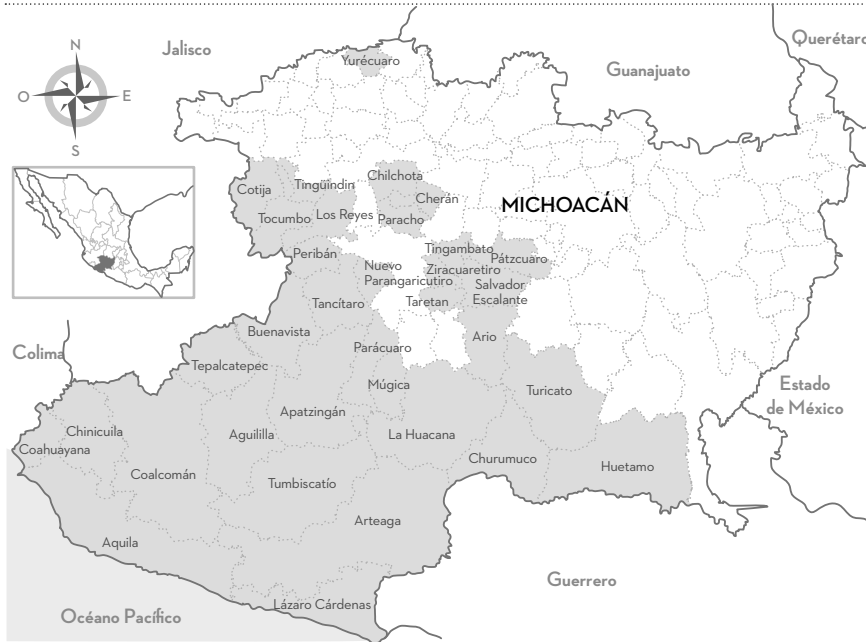 Querétaro
N
Jalisco
Yurécuaro
Guanajuato
O
E
S
Chilchota
Cotija
Tingüindin
Cherán
MICHOACÁN
Tocumbo
Los Reyes
Paracho
Peribán
Tingambato
Pátzcuaro
Nuevo
Parangaricutiro
Ziracuaretiro
Salvador
Escalante
Tancítaro
Taretan
Buenavista
Ario
Colima
Parácuaro
Tepalcatepec
Múgica
Turicato
Estado
de México
Apatzingán
Chinicuila
Aguililla
La Huacana
Coahuayana
Coalcomán
Churumuco
Huetamo
Tumbiscatío
Arteaga
Aquila
Guerrero
Lázaro Cárdenas
Océano Pacífico